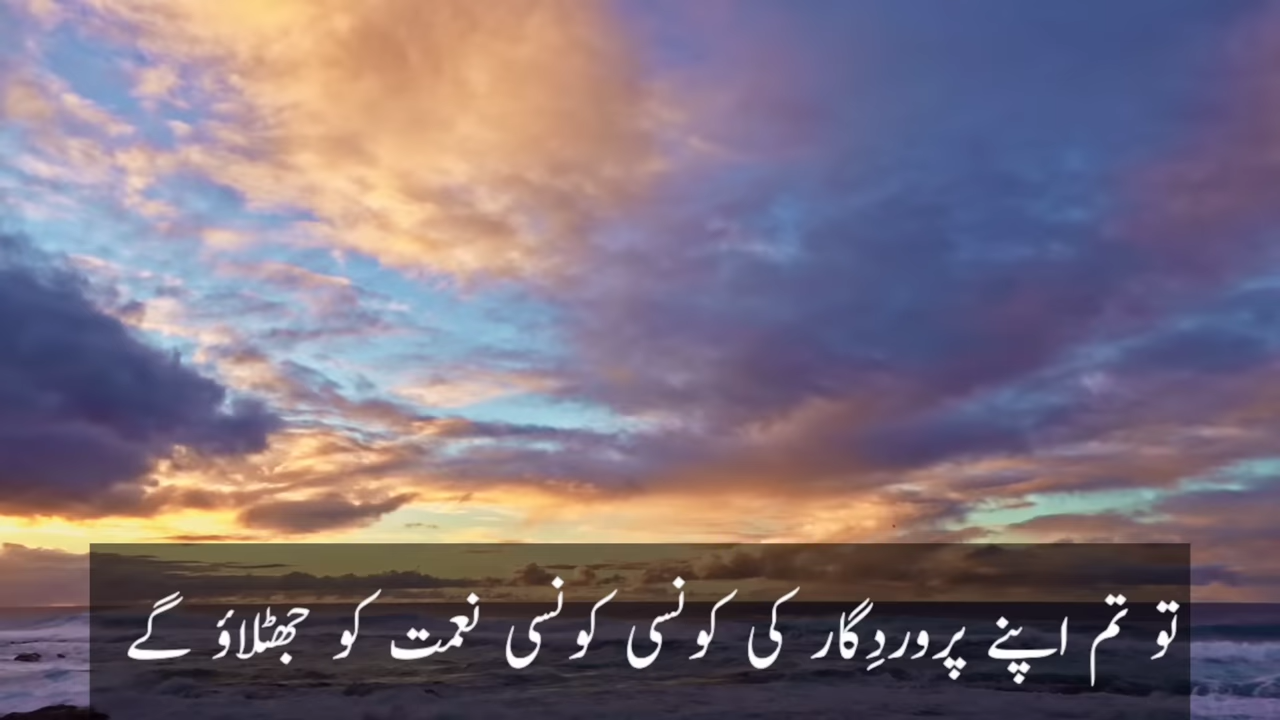 تو تم اپنے پروردِگار کی کونسی کونسی نعمت کو جھٹلاؤ گے